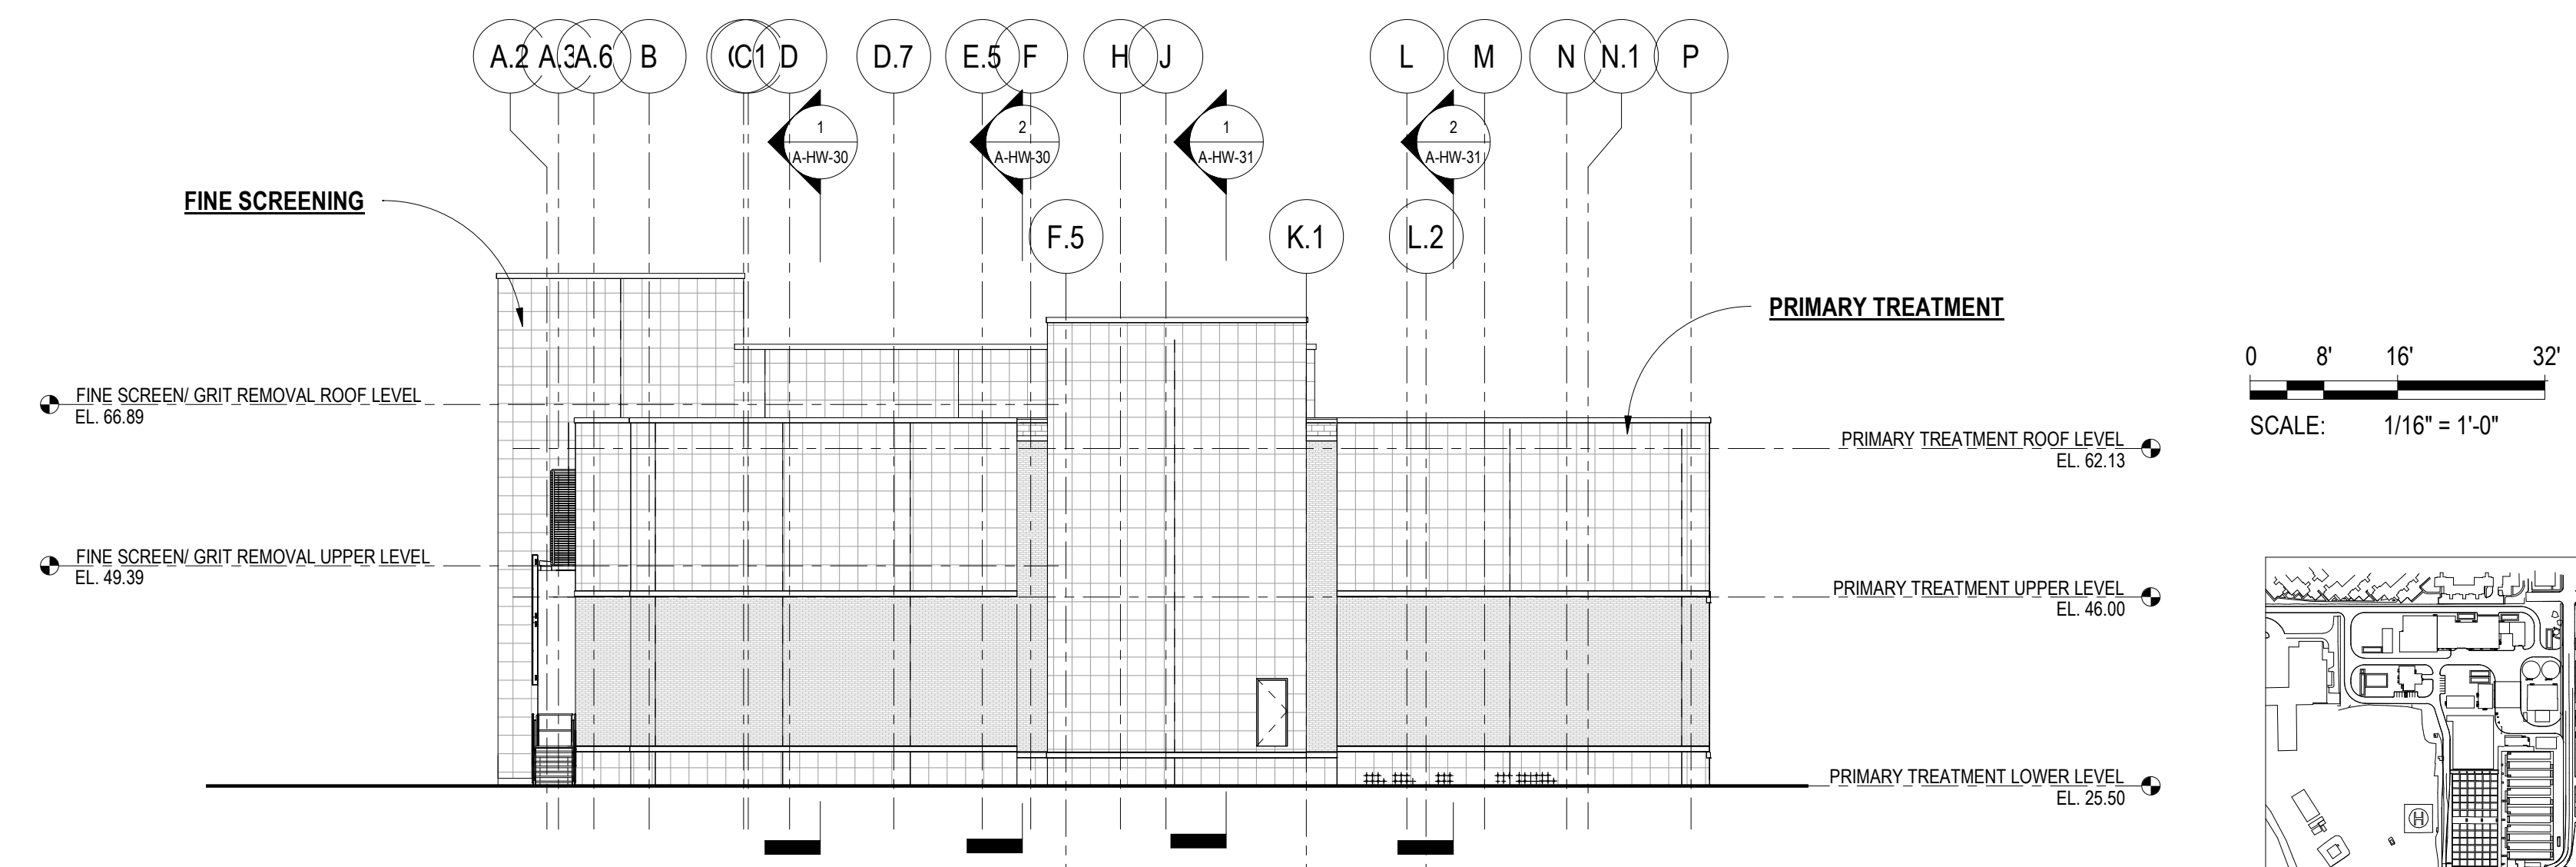 A.2 A.3 A.6 B C.1 D D.7 E.5 F H J L M N N.1 P
1
A-HW-30
2
A-HW-30
1
A-HW-31
2
A-HW-31
FINE SCREENING
F.5 K.1 L.2
PRIMARY TREATMENT
0 8' 16' 32'
SCALE: 1/16" = 1'-0"
FINE SCREEN/ GRIT REMOVAL ROOF LEVEL
EL. 66.89
PRIMARY TREATMENT ROOF LEVEL
EL. 62.13
FINE SCREEN/ GRIT REMOVAL UPPER LEVEL
EL. 49.39
PRIMARY TREATMENT UPPER LEVEL
EL. 46.00
PRIMARY TREATMENT LOWER LEVEL
EL. 25.50
H